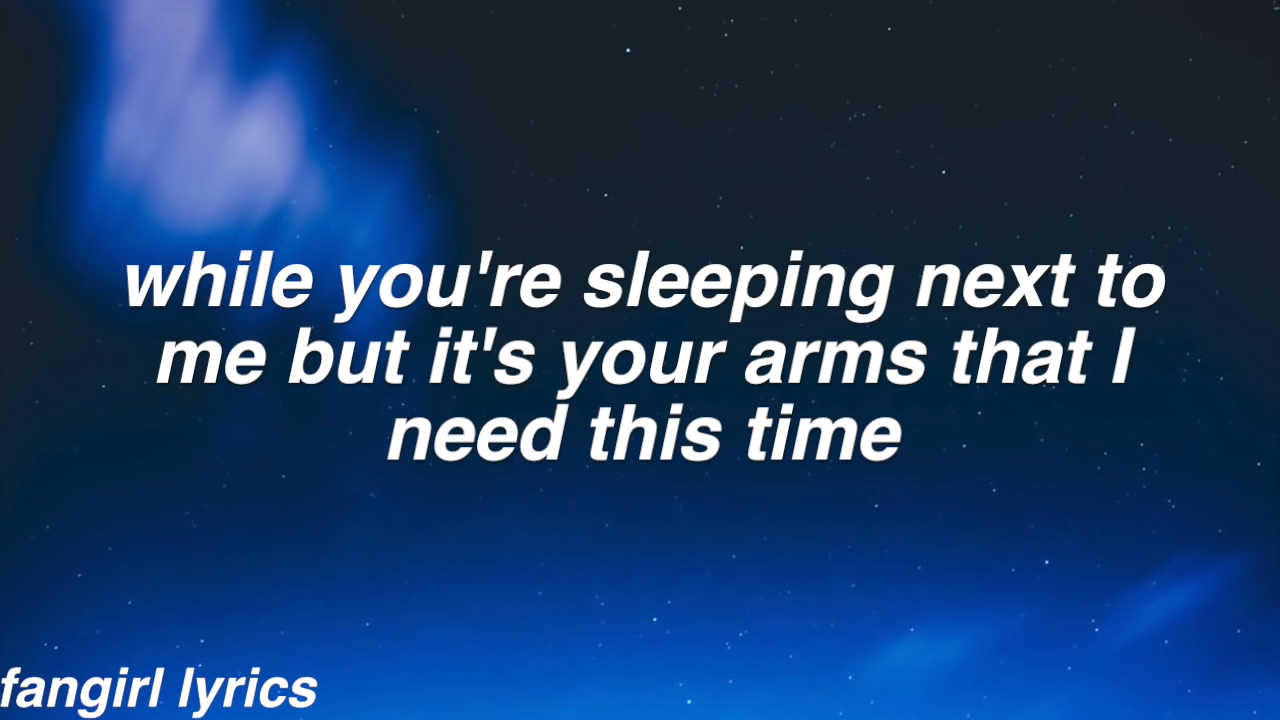 while you're sleeping next to
me but it's your arms that I
need this time
fangirl lyrics